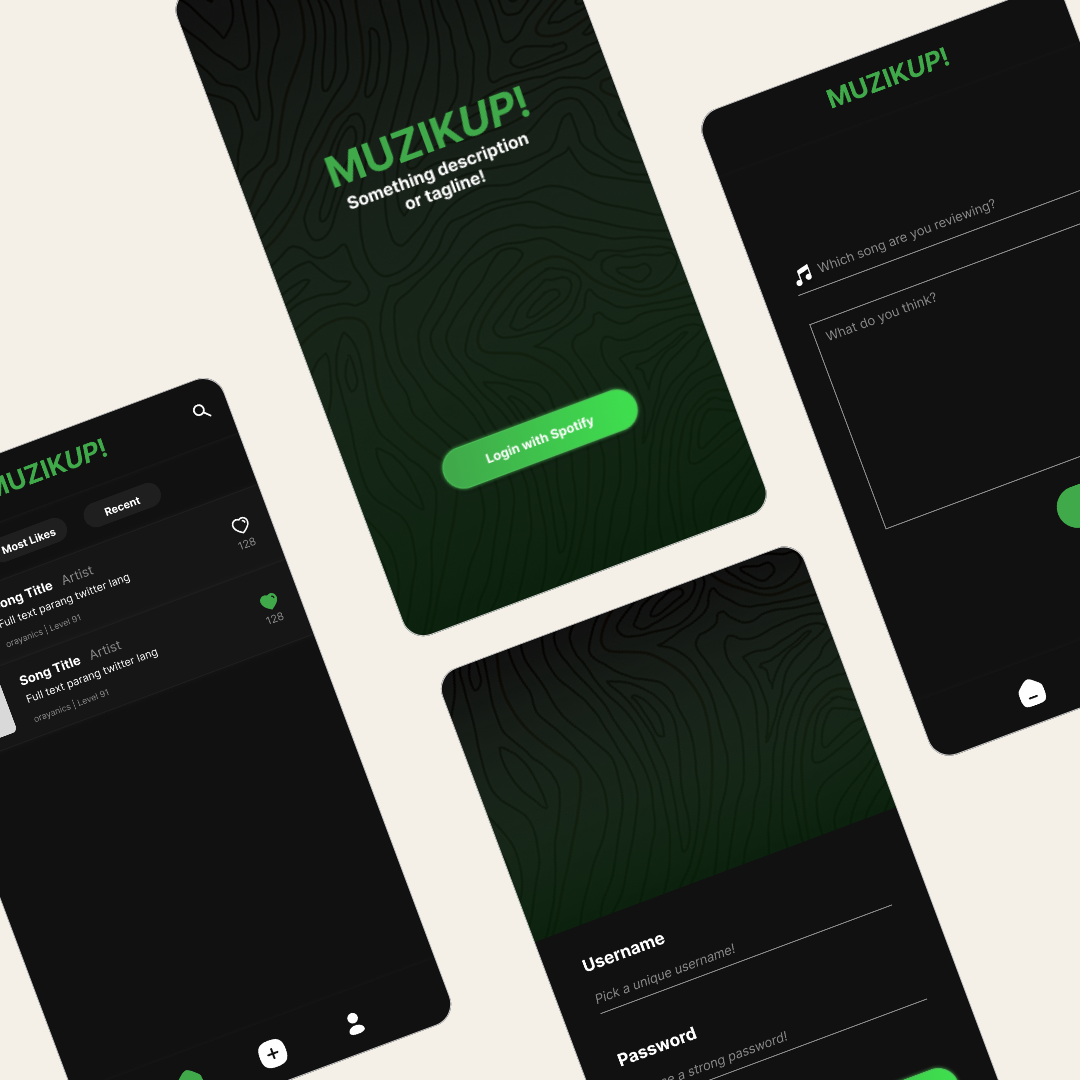 MUZIKUP!
Something description
or tagline!
Login with Spotify
MUZIKUP!
Which song are you reviewing?
What do you think?
MUZIKUP!
Most Likes
Recent
Song Title Artist
Full text parang twitter lang
orayanics | Level 91
128
Song Title Artist
Full text parang twitter lang
orayanics | Level 91
128
Username
Pick a unique username!
Password
a strong password!